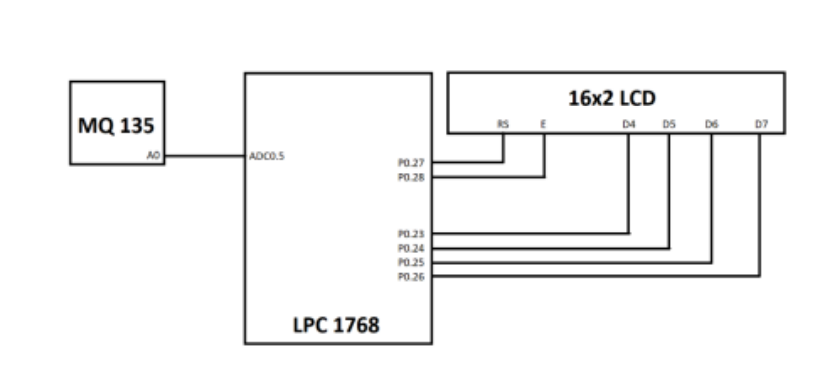 16x2 LCD
RS E D4 D5 D6 D7
MQ 135
A0
ADC0.5
P0.27
P0.28
P0.23
P0.24
P0.25
P0.26
LPC 1768